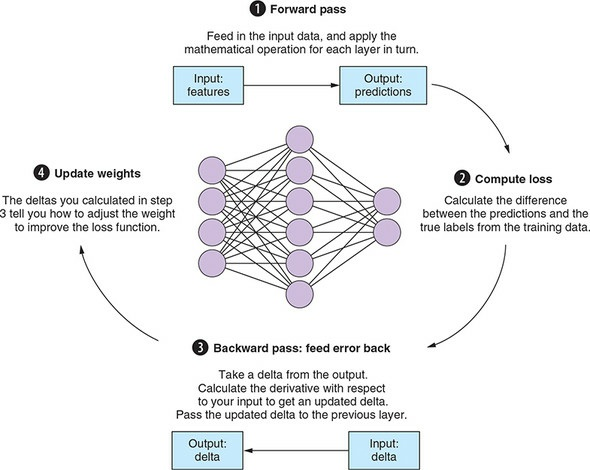 1 Forward pass
Feed in the input data, and apply the
mathematical operation for each layer in turn.
Input:
features
Output:
predictions
2 Compute loss
Calculate the difference
between the predictions and the
true labels from the training data.
3 Backward pass: feed error back
Take a delta from the output.
Calculate the derivative with respect
to your input to get an updated delta.
Pass the updated delta to the previous layer.
Output:
delta
Input:
delta
4 Update weights
The deltas you calculated in step
3 tell you how to adjust the weight
to improve the loss function.